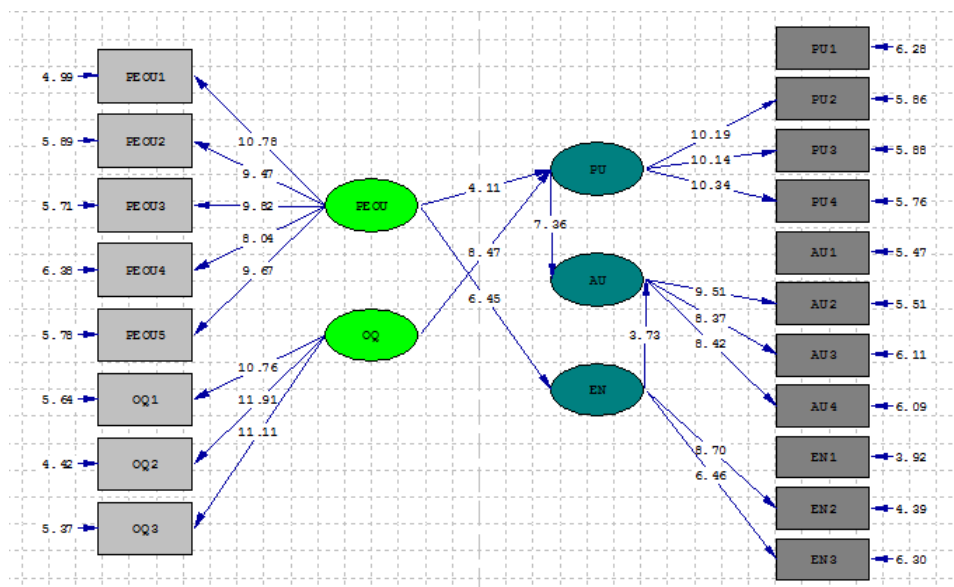 4.99 PEOU1
5.89 PEOU2
5.71 PEOU3
6.38 PEOU4
5.78 PEOU5
5.64 OQ1
4.42 OQ2
5.37 OQ3
10.78
9.47
9.82
8.04
9.67
10.76
11.91
11.11
PEOU
OQ
4.11
8.47
6.45
PU
7.36
AU
3.73
EN
10.19
10.14
10.34
9.51
8.37
8.42
8.70
6.46
PU1 6.28
PU2 5.86
PU3 5.88
PU4 5.76
AU1 5.47
AU2 5.51
AU3 6.11
AU4 6.09
EN1 3.92
EN2 4.39
EN3 6.30